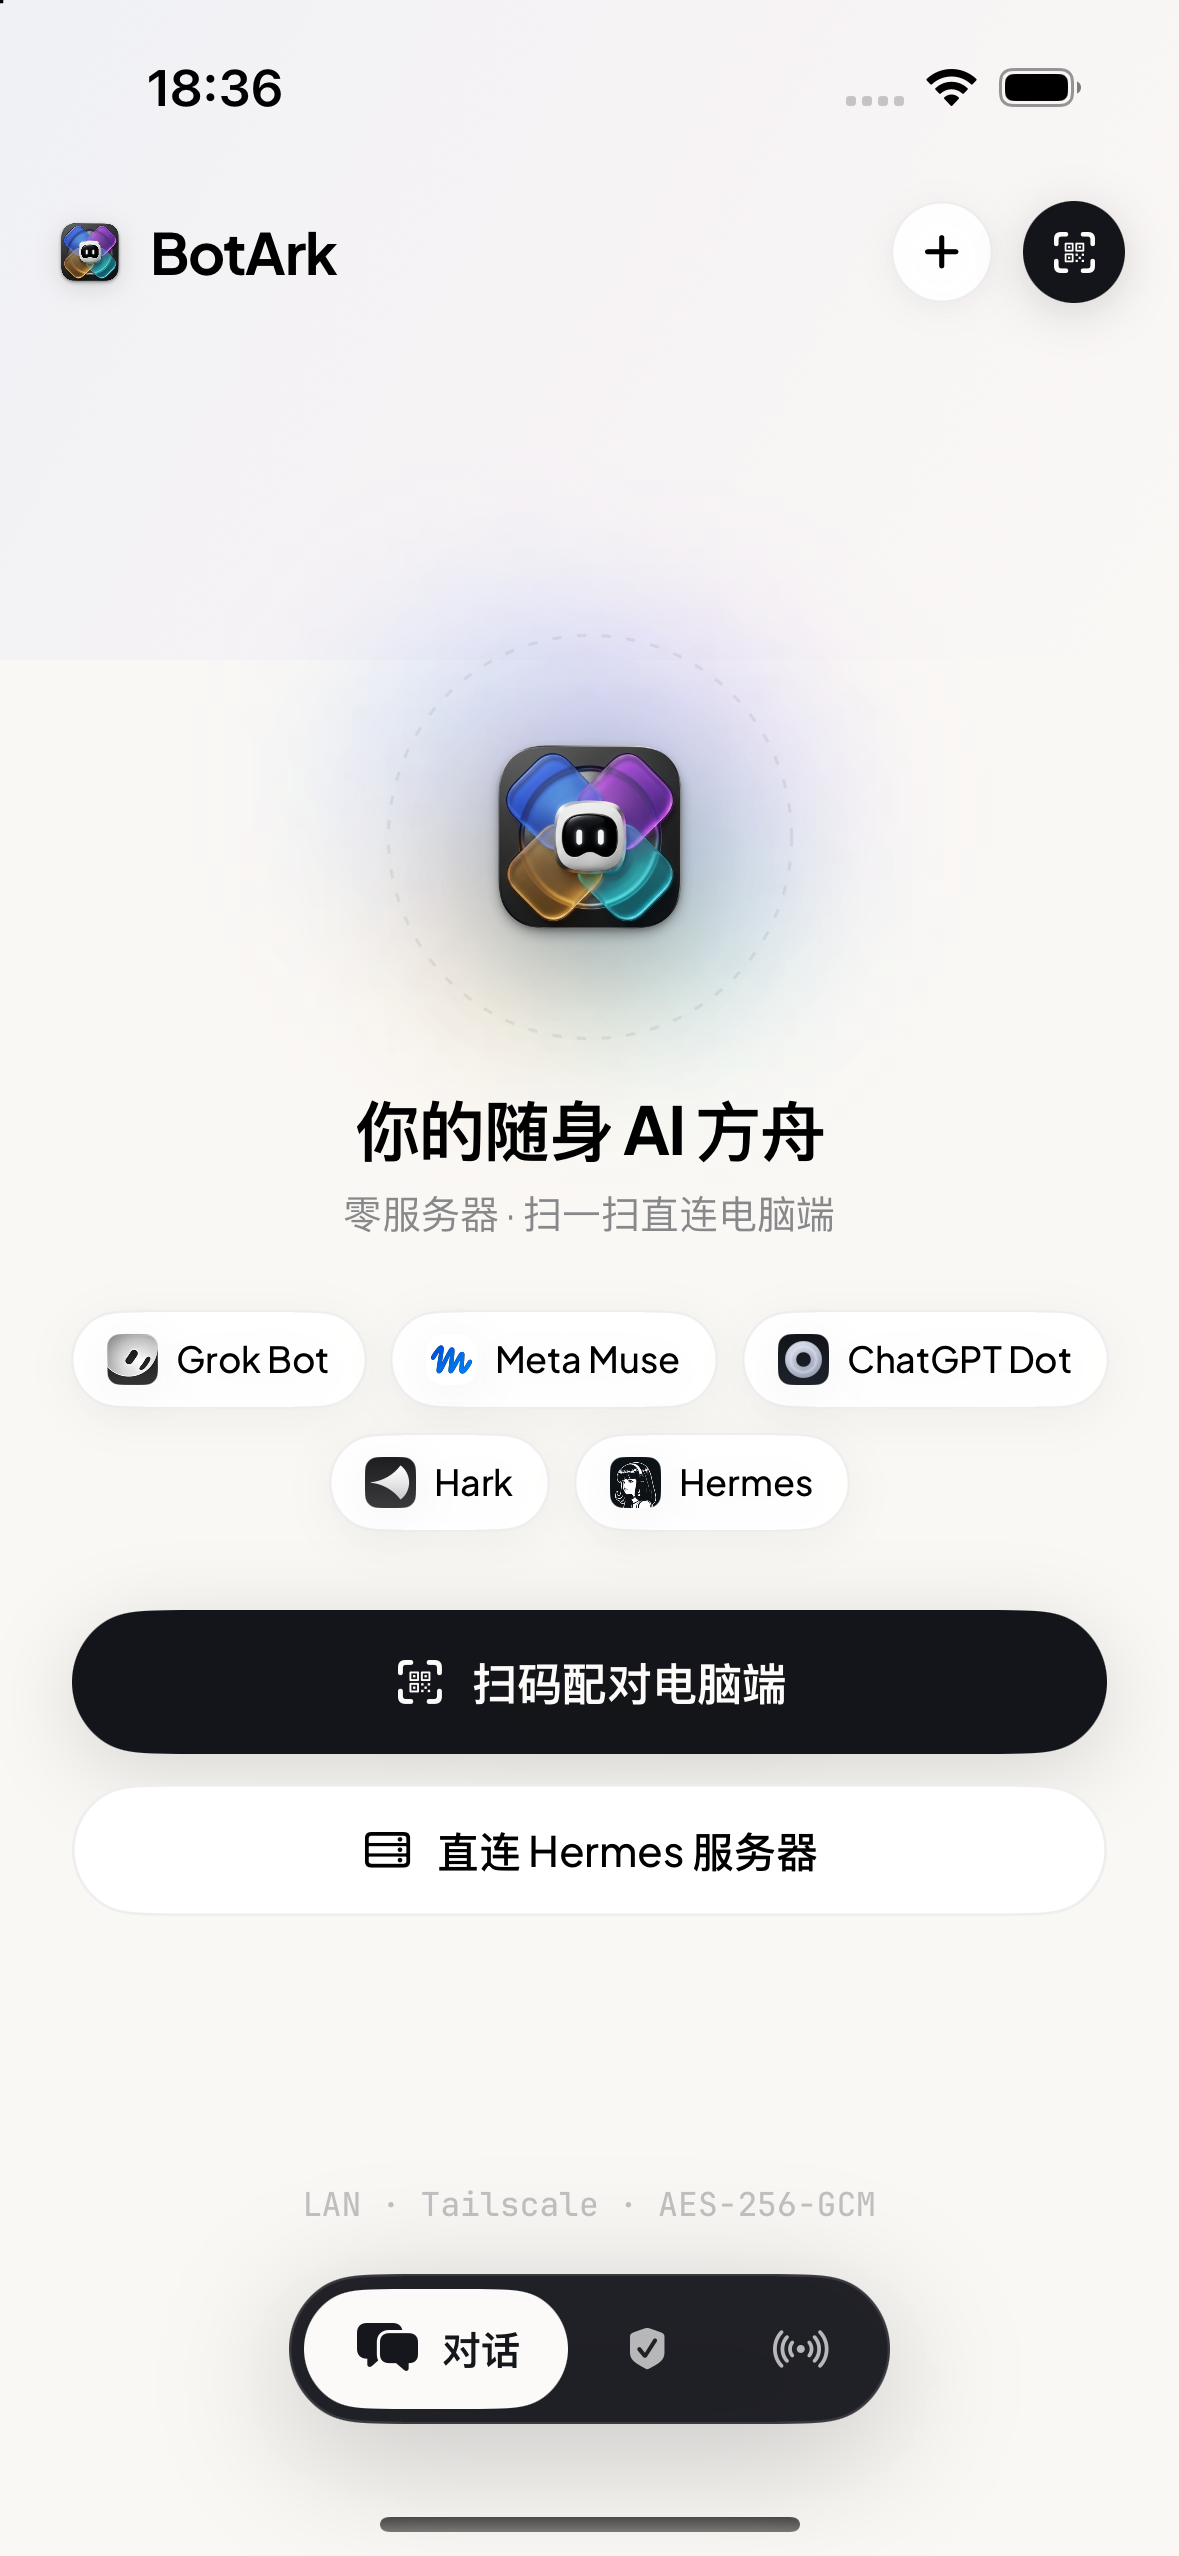 18:36
BotArk
你的随身 AI 方舟
零服务器 · 扫一扫直连电脑端
Grok Bot
Meta Muse
ChatGPT Dot
Hark
Hermes
扫码配对电脑端
直连 Hermes 服务器
LAN · Tailscale · AES-256-GCM
对话